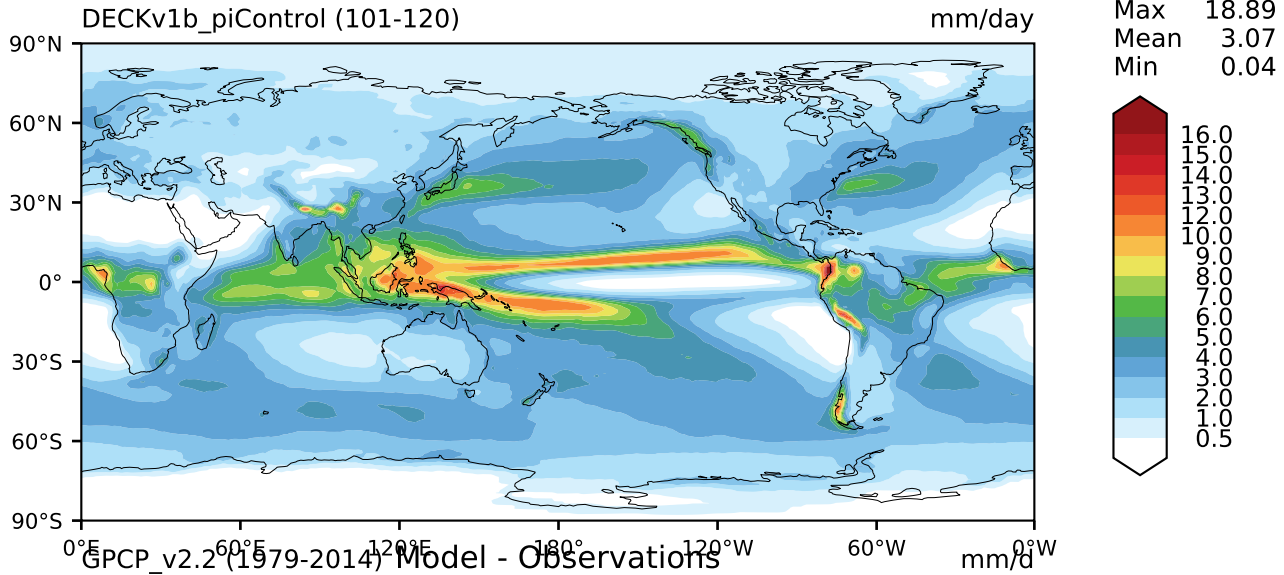 DECKv1b_piControl (101-120) mm/day
Max 18.89
Mean 3.07
Min 0.04
90°N
60°N
30°N
0°
30°S
60°S
90°S
16.0
15.0
14.0
13.0
12.0
10.0
9.0
8.0
7.0
6.0
5.0
4.0
3.0
2.0
1.0
0.5
0°E 60°E 120°E 180° 120°W 60°W 0°W
GPCP_v2.2 (1979-2014) Model - Observations mm/d